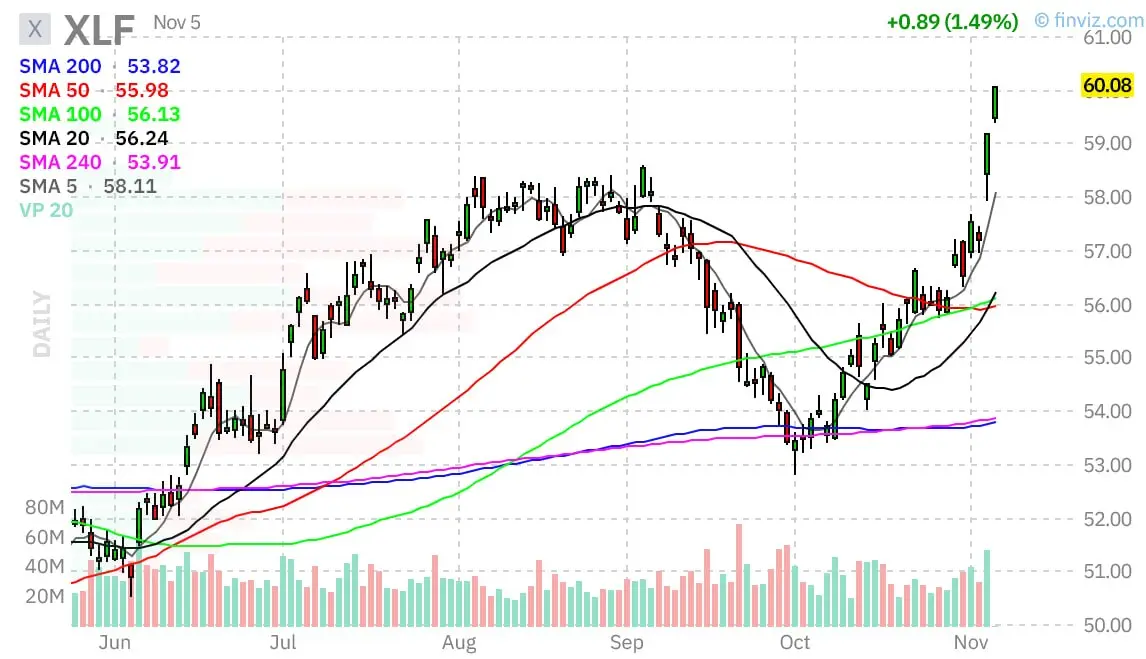 X XLF Nov 5 +0.89 (1.49%) © finviz.com
SMA 200 · 53.82
SMA 50 · 55.98
SMA 100 · 56.13
SMA 20 · 56.24
SMA 240 · 53.91
SMA 5 · 58.11
VP 20
DAILY
61.00
60.08
59.00
58.00
57.00
56.00
55.00
54.00
53.00
52.00
51.00
50.00
80M
60M
40M
20M
Jun Jul Aug Sep Oct Nov